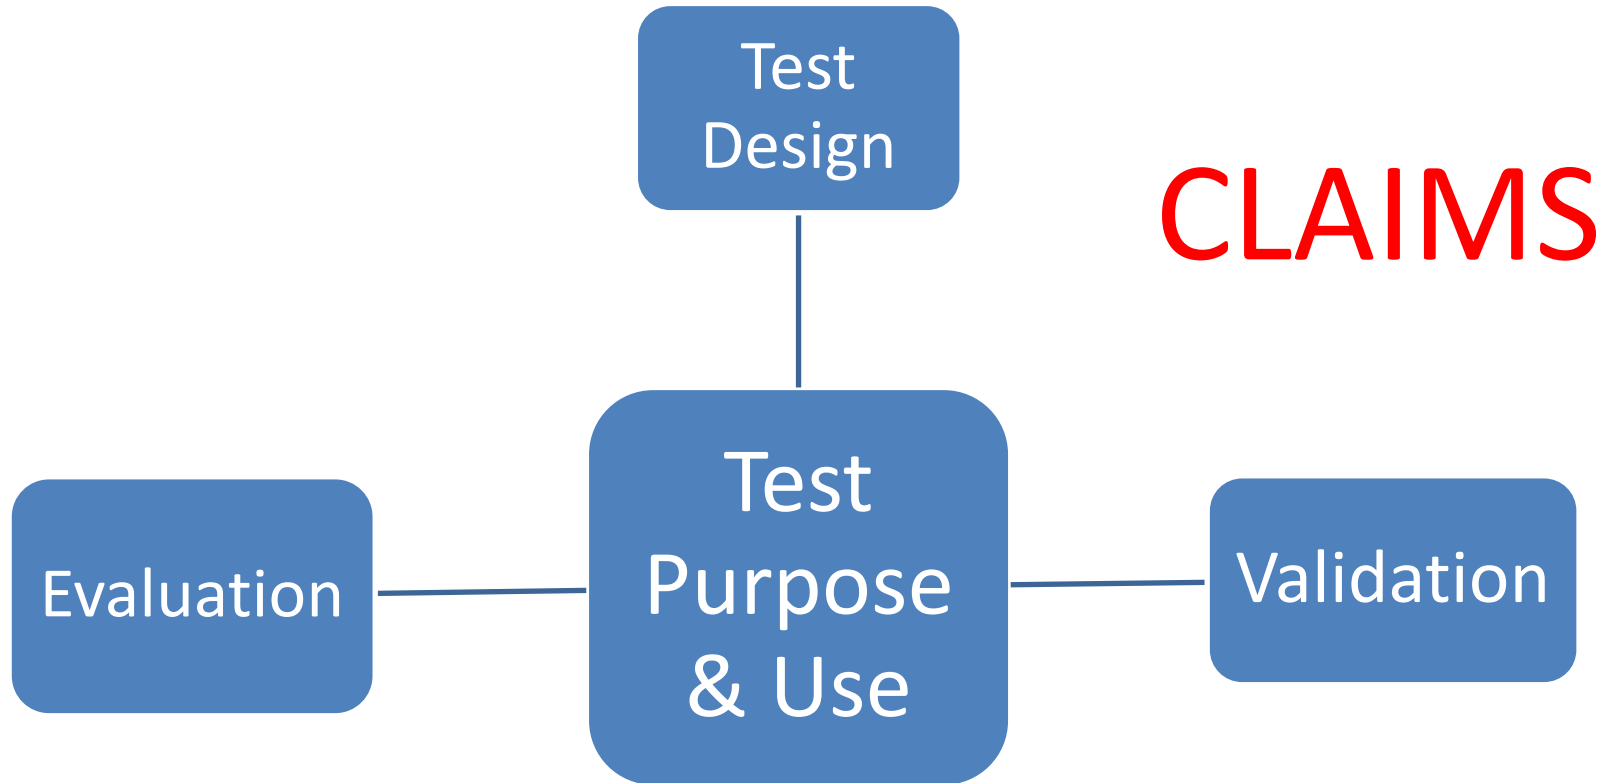 Test
Design
CLAIMS
Test
Purpose
& Use
Evaluation
Validation